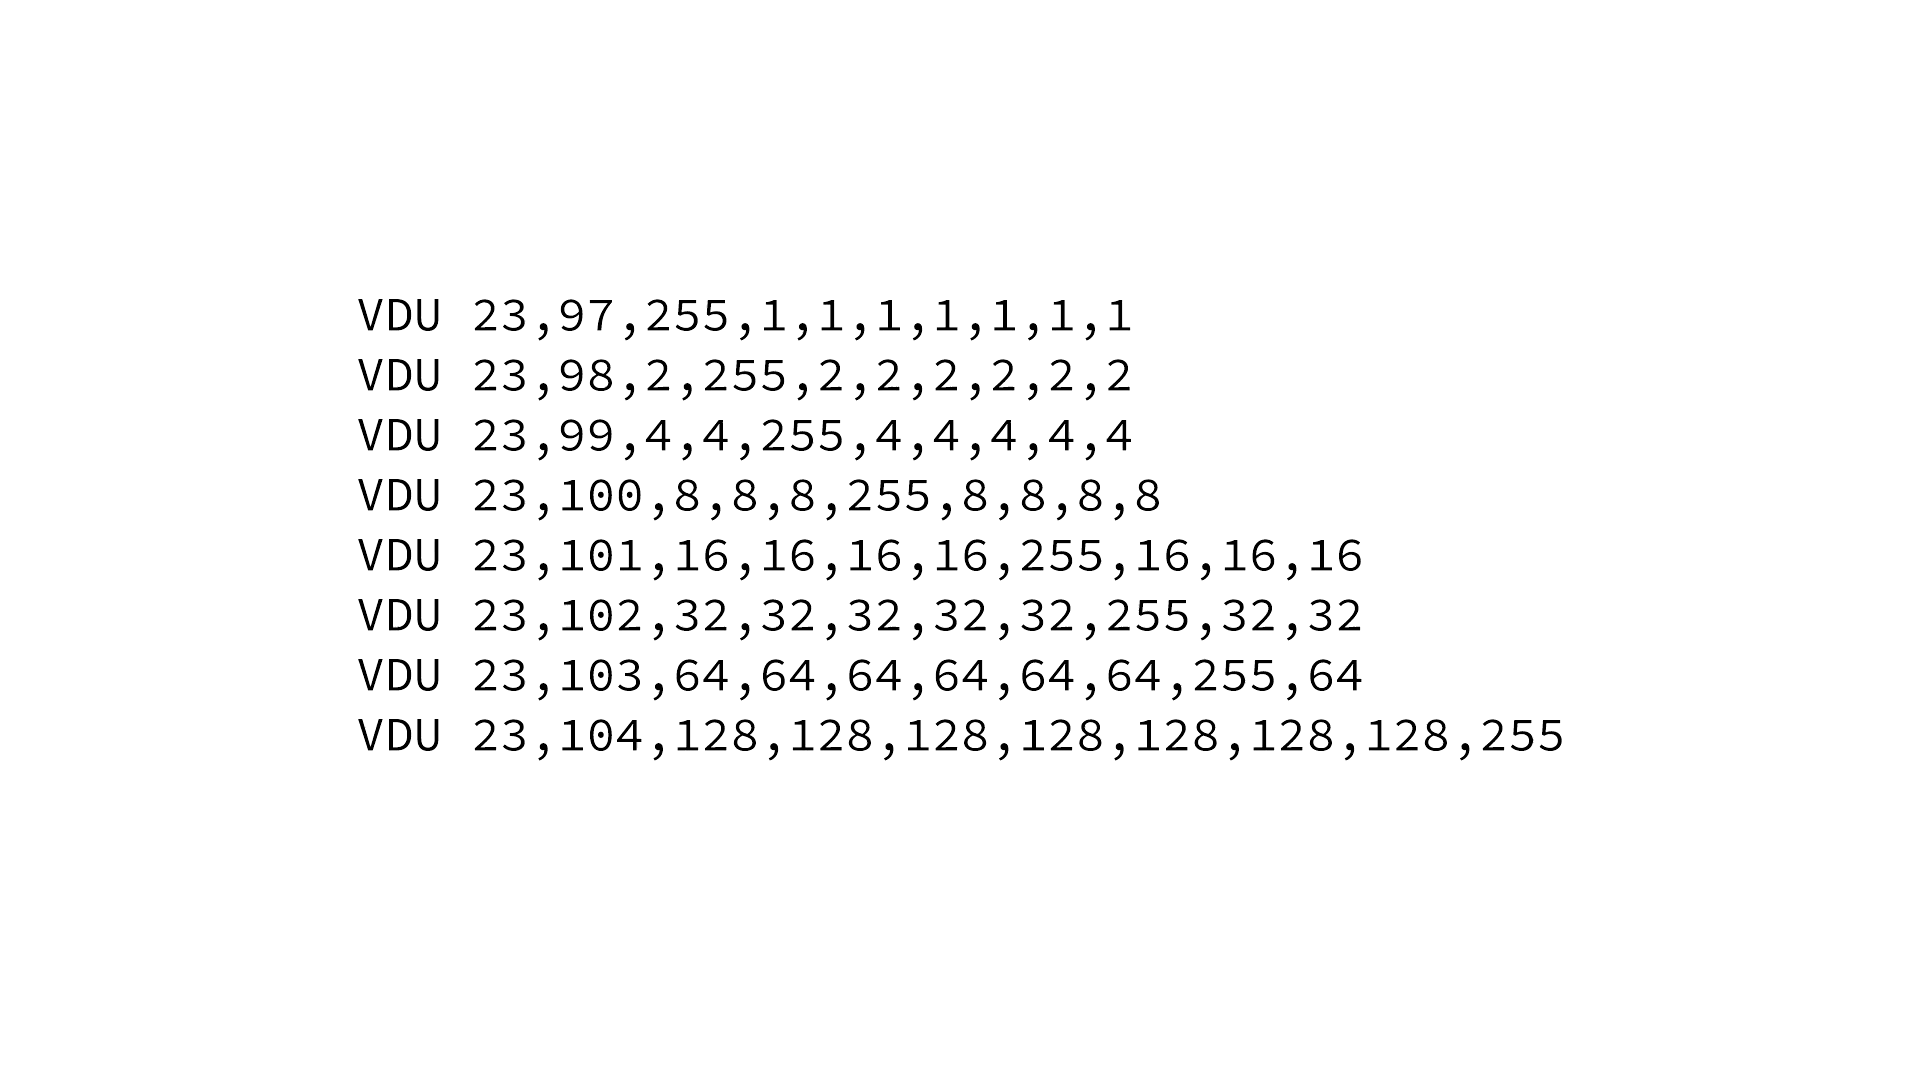 VDU 23,97,255,1,1,1,1,1,1,1
VDU 23,98,2,255,2,2,2,2,2,2
VDU 23,99,4,4,255,4,4,4,4,4
VDU 23,100,8,8,8,255,8,8,8,8
VDU 23,101,16,16,16,16,255,16,16,16
VDU 23,102,32,32,32,32,32,255,32,32
VDU 23,103,64,64,64,64,64,64,255,64
VDU 23,104,128,128,128,128,128,128,128,255